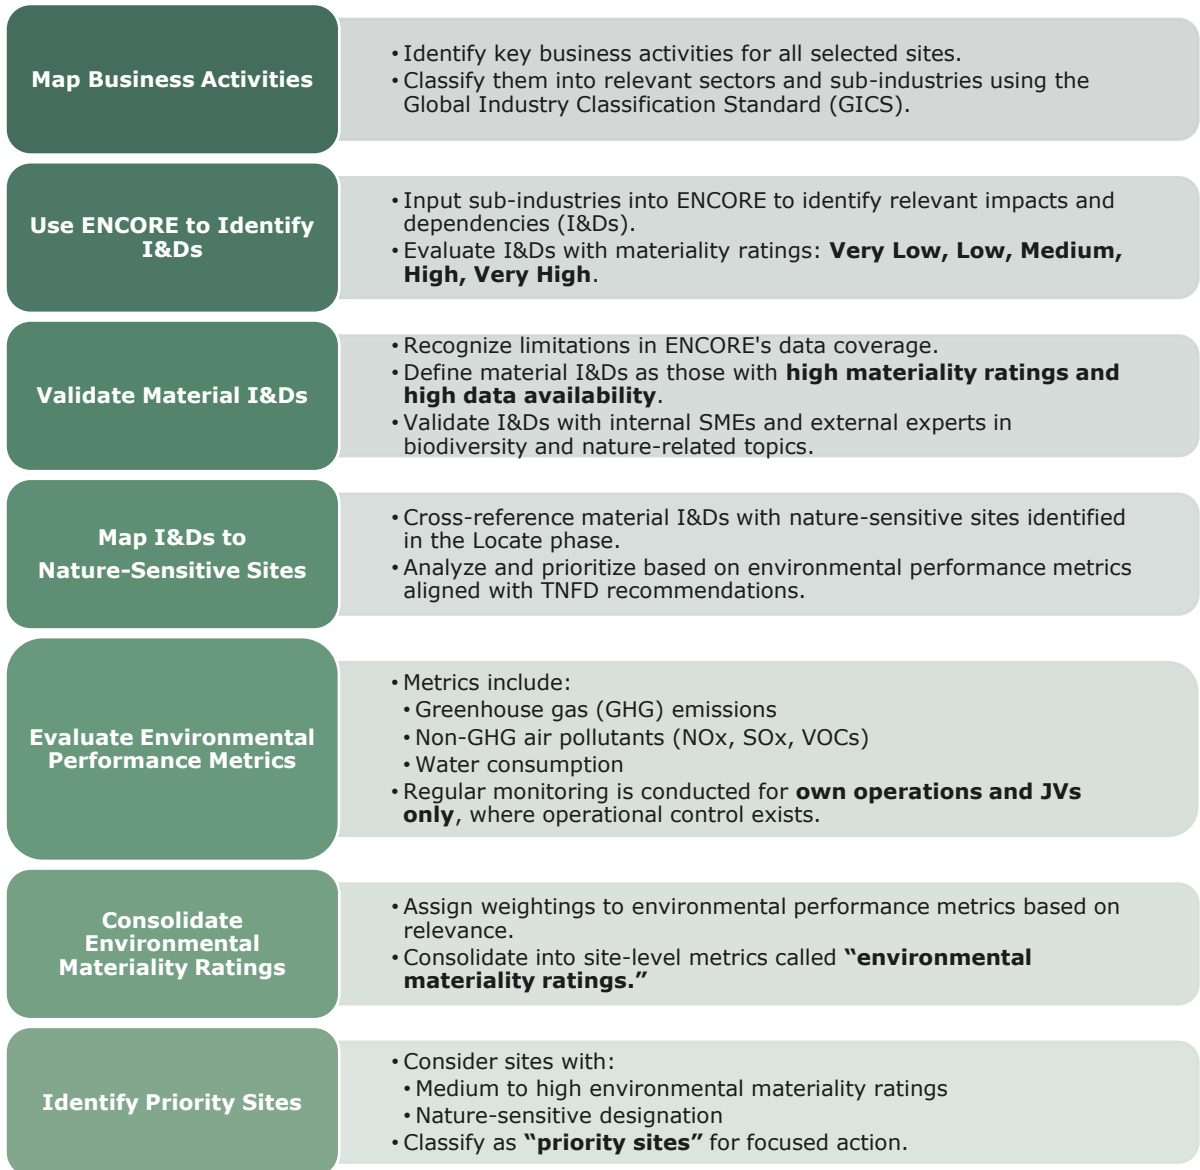 Map Business Activities
• Identify key business activities for all selected sites.
• Classify them into relevant sectors and sub-industries using the
Global Industry Classification Standard (GICS).
Use ENCORE to Identify
I&Ds
• Input sub-industries into ENCORE to identify relevant impacts and
dependencies (I&Ds).
• Evaluate I&Ds with materiality ratings: Very Low, Low, Medium,
High, Very High.
Validate Material I&Ds
• Recognize limitations in ENCORE's data coverage.
• Define material I&Ds as those with high materiality ratings and
high data availability.
• Validate I&Ds with internal SMEs and external experts in
biodiversity and nature-related topics.
Map I&Ds to
Nature-Sensitive Sites
• Cross-reference material I&Ds with nature-sensitive sites identified
in the Locate phase.
• Analyze and prioritize based on environmental performance metrics
aligned with TNFD recommendations.
Evaluate Environmental
Performance Metrics
• Metrics include:
• Greenhouse gas (GHG) emissions
• Non-GHG air pollutants (NOx, SOx, VOCs)
• Water consumption
• Regular monitoring is conducted for own operations and JVs
only, where operational control exists.
Consolidate
Environmental
Materiality Ratings
• Assign weightings to environmental performance metrics based on
relevance.
• Consolidate into site-level metrics called “environmental
materiality ratings.”
Identify Priority Sites
• Consider sites with:
• Medium to high environmental materiality ratings
• Nature-sensitive designation
• Classify as “priority sites” for focused action.